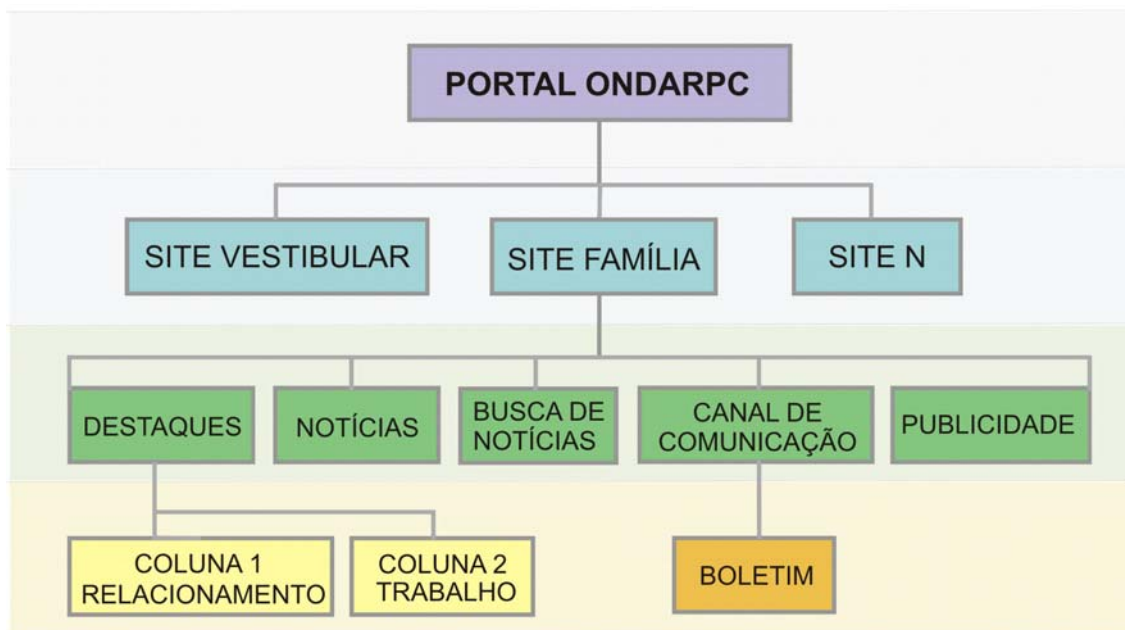 PORTAL ONDARPC
SITE VESTIBULAR
SITE FAMÍLIA
SITE N
DESTAQUES
NOTÍCIAS
BUSCA DE
NOTÍCIAS
CANAL DE
COMUNICAÇÃO
PUBLICIDADE
COLUNA 1
RELACIONAMENTO
COLUNA 2
TRABALHO
BOLETIM